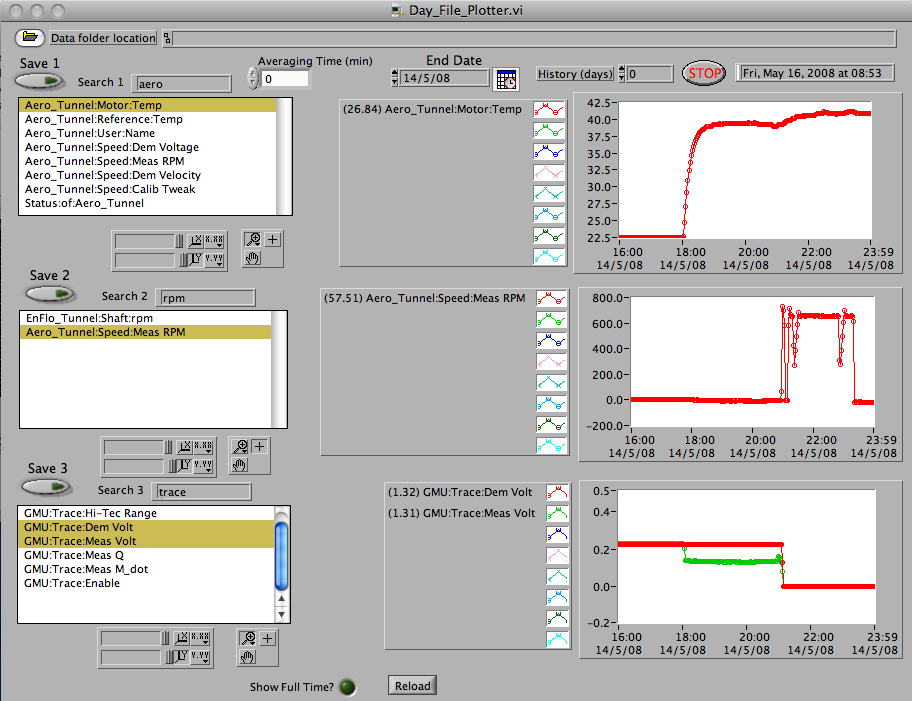 Day_File_Plotter.vi
Data folder location
Save 1
Averaging Time (min)
End Date
Search 1 aero
0
14/5/08
History (days) 0
STOP
Fri, May 16, 2008 at 08:53
Aero_Tunnel:Motor:Temp
Aero_Tunnel:Reference:Temp
Aero_Tunnel:User:Name
Aero_Tunnel:Speed:Dem Voltage
Aero_Tunnel:Speed:Meas RPM
Aero_Tunnel:Speed:Dem Velocity
Aero_Tunnel:Speed:Calib Tweak
Status:of:Aero_Tunnel
(26.84) Aero_Tunnel:Motor:Temp
42.5
40.0
37.5
35.0
32.5
30.0
27.5
25.0
22.5
16:00 18:00 20:00 22:00 23:59
14/5/08 14/5/08 14/5/08 14/5/08 14/5/08
X X.XX
Y Y.YY
Save 2
Search 2 rpm
EnFlo_Tunnel:Shaft:rpm
Aero_Tunnel:Speed:Meas RPM
(57.51) Aero_Tunnel:Speed:Meas RPM
800.0
600.0
400.0
200.0
0.0
-200.0
16:00 18:00 20:00 22:00 23:59
14/5/08 14/5/08 14/5/08 14/5/08 14/5/08
X X.XX
Y Y.YY
Save 3
Search 3 trace
GMU:Trace:Hi-Tec Range
GMU:Trace:Dem Volt
GMU:Trace:Meas Volt
GMU:Trace:Meas Q
GMU:Trace:Meas M_dot
GMU:Trace:Enable
(1.32) GMU:Trace:Dem Volt
(1.31) GMU:Trace:Meas Volt
0.5
0.4
0.2
0.0
-0.2
16:00 18:00 20:00 22:00 23:59
14/5/08 14/5/08 14/5/08 14/5/08 14/5/08
X X.XX
Y Y.YY
Show Full Time?
Reload